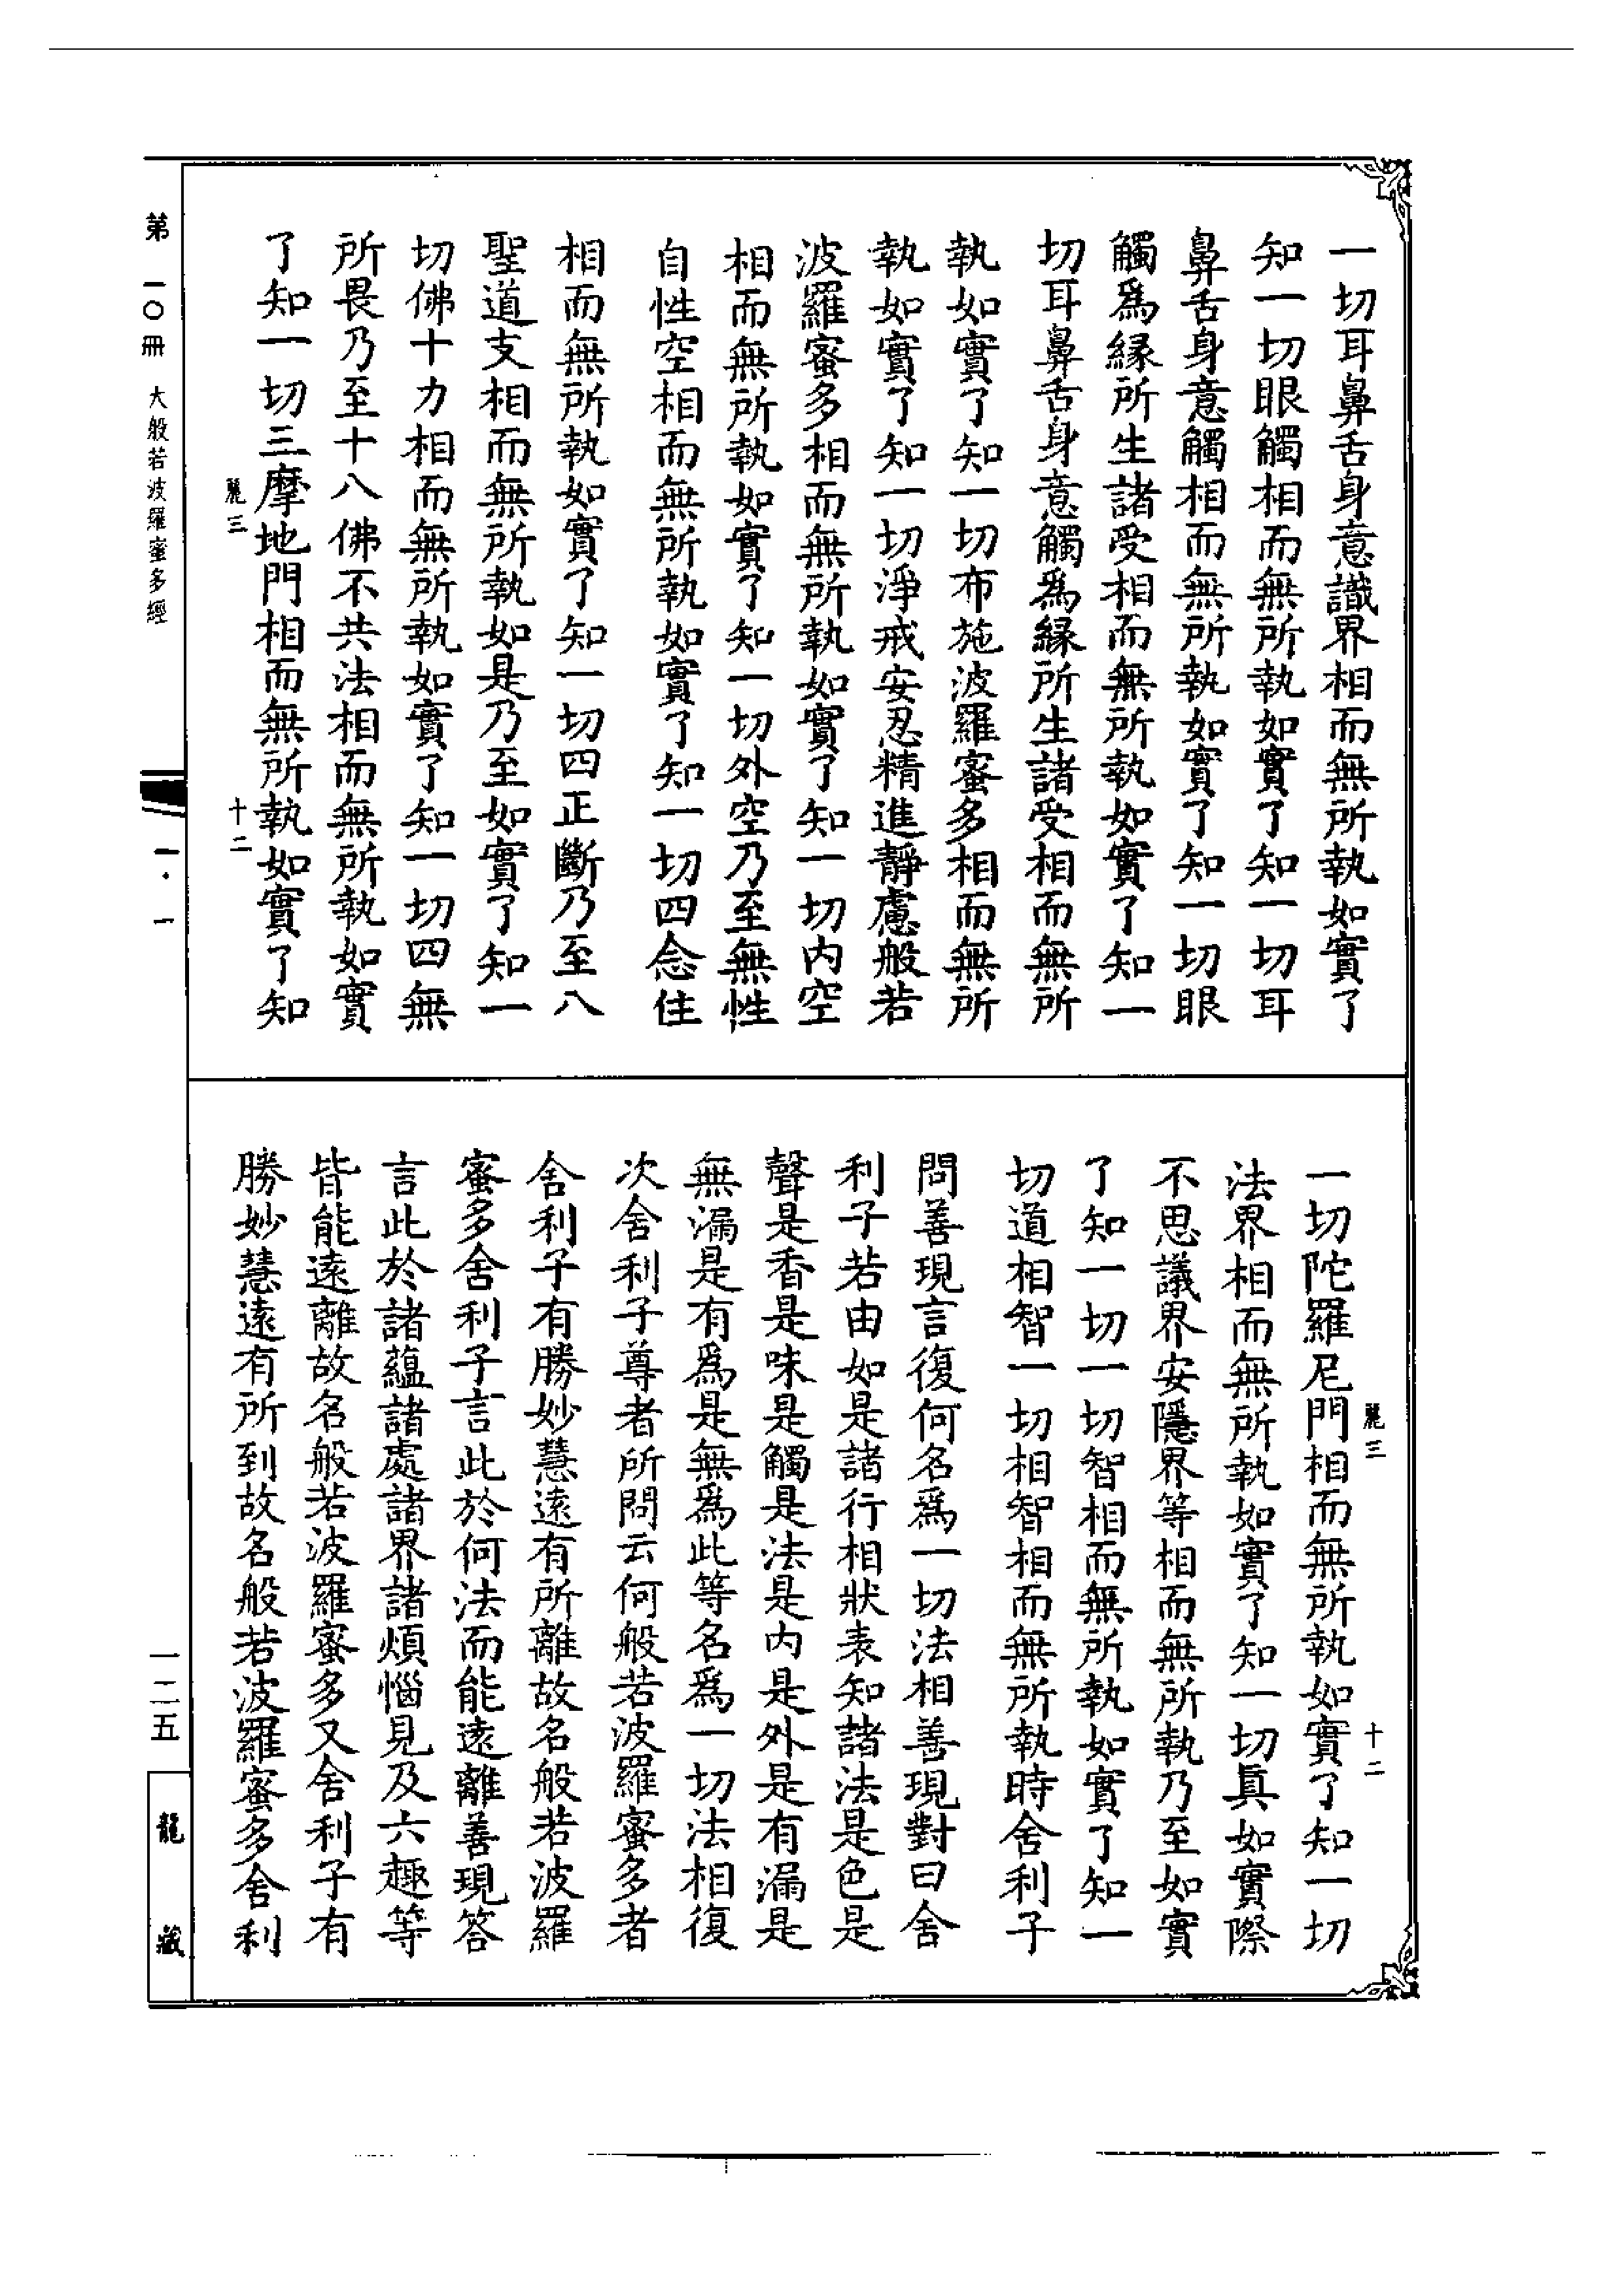 一切耳鼻舌身意識界相而無所執如實了
知一切眼觸相而無所執如實了知一切耳
鼻舌身意觸相而無所執如實了知一切眼
觸爲緣所生諸受相而無所執如實了知一
切耳鼻舌身意觸爲緣所生諸受相而無所
執如實了知一切布施波羅蜜多相而無所
執如實了知一切淨戒安忍精進靜慮般若
波羅蜜多相而無所執如實了知一切內空
相而無所執如實了知一切外空乃至無性
自性空相而無所執如實了知一切四念住
相而無所執如實了知一切四正斷乃至八
聖道支相而無所執如是乃至如實了知一
切佛十力相而無所執如實了知一切四無
所畏乃至十八佛不共法相而無所執如實
了知一切三摩地門相而無所執如實了知
麗三 十二
麗三 十二
一切陀羅尼門相而無所執如實了知一切
法界相而無所執如實了知一切真如實際
不思議界安隱界等相而無所執乃至如實
了知一切一切智相而無所執如實了知一
切道相智一切相智相而無所執時舍利子
問善現言復何名爲一切法相善現對曰舍
利子若由如是諸行相狀表知諸法是色是
聲是香是味是觸是法是內是外是有漏是
無漏是有爲是無爲此等名爲一切法相復
次舍利子尊者所問云何般若波羅蜜多者
舍利子有勝妙慧遠有所離故名般若波羅
蜜多舍利子言此於何法而能遠離善現答
言此於諸蘊諸處諸界諸煩惱見及六趣等
皆能遠離故名般若波羅蜜多又舍利子有
勝妙慧遠有所到故名般若波羅蜜多舍利
第一〇冊 大般若波羅蜜多經 一·一 一二五 龍藏